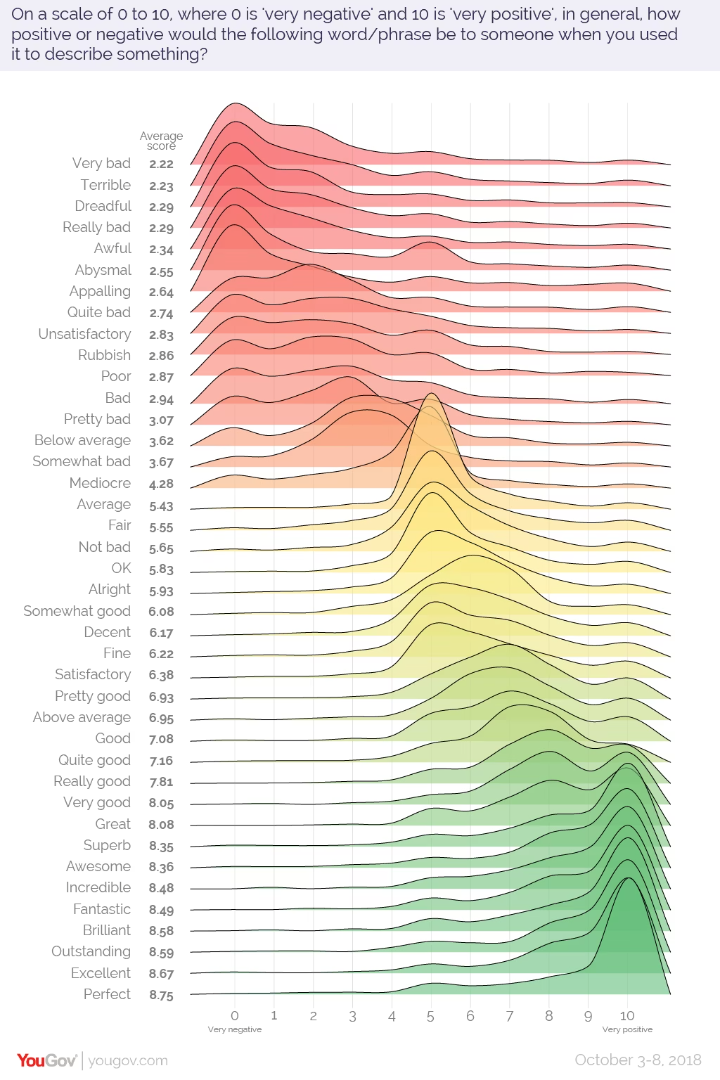 On a scale of 0 to 10, where 0 is 'very negative' and 10 is 'very positive', in general, how
positive or negative would the following word/phrase be to someone when you used
it to describe something?
Average
score
Very bad 2.22
Terrible 2.23
Dreadful 2.29
Really bad 2.29
Awful 2.34
Abysmal 2.55
Appalling 2.64
Quite bad 2.74
Unsatisfactory 2.83
Rubbish 2.86
Poor 2.87
Bad 2.94
Pretty bad 3.07
Below average 3.62
Somewhat bad 3.67
Mediocre 4.28
Average 5.43
Fair 5.55
Not bad 5.65
OK 5.83
Alright 5.93
Somewhat good 6.08
Decent 6.17
Fine 6.22
Satisfactory 6.38
Pretty good 6.93
Above average 6.95
Good 7.08
Quite good 7.16
Really good 7.81
Very good 8.05
Great 8.08
Superb 8.35
Awesome 8.36
Incredible 8.48
Fantastic 8.49
Brilliant 8.58
Outstanding 8.59
Excellent 8.67
Perfect 8.75
0 1 2 3 4 5 6 7 8 9 10
Very negative Very positive
YouGov | yougov.com October 3-8, 2018